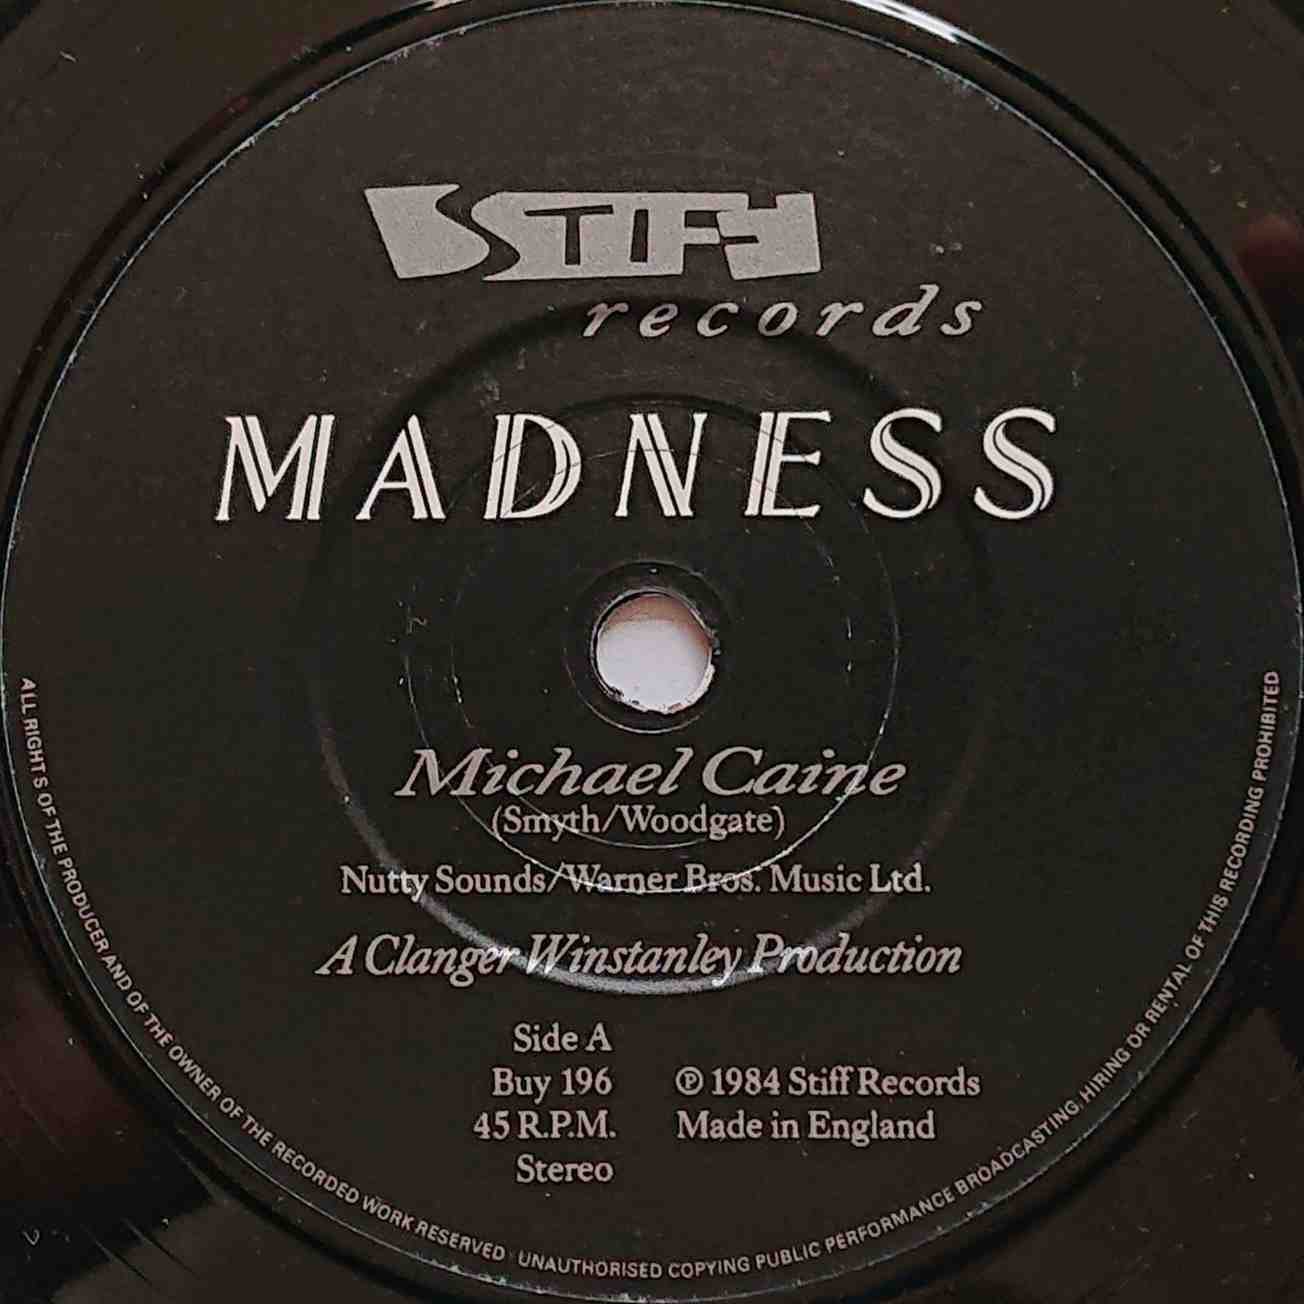 STIFF
records
MADNESS
Michael Caine
(Smyth/Woodgate)
Nutty Sounds/Warner Bros. Music Ltd.
A Clanger Winstanley Production
Side A
Buy 196
45 R.P.M.
Stereo
℗ 1984 Stiff Records
Made in England
ALL RIGHTS OF THE PRODUCER AND OF THE OWNER OF THE RECORDED WORK RESERVED · UNAUTHORISED COPYING PUBLIC PERFORMANCE BROADCASTING, HIRING OR RENTAL OF THIS RECORDING PROHIBITED